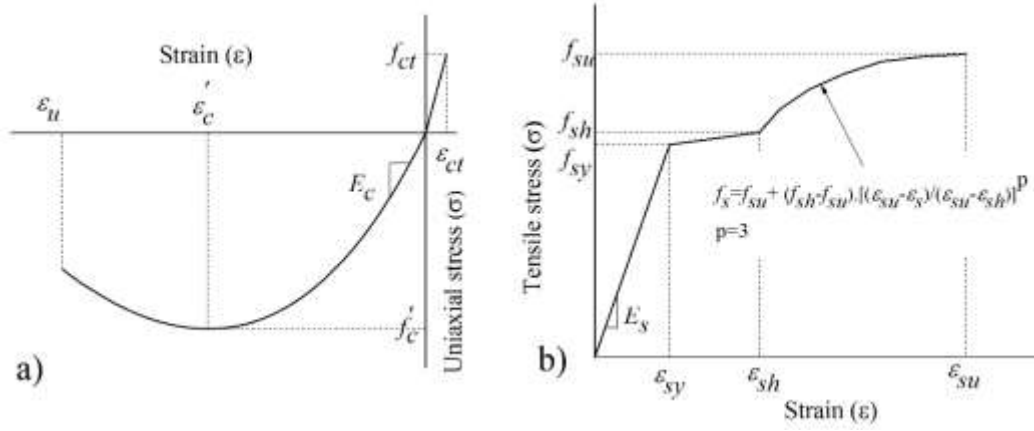 Strain (ε)
f_ct
ε_u
ε'_c
ε_ct
E_c
f'_c
Uniaxial stress (σ)
a)
f_su
f_sh
f_sy
Tensile stress (σ)
f_s=f_su+ (f_sh-f_su).[(ε_su-ε_s)/(ε_su-ε_sh)]^p
p=3
E_s
ε_sy
ε_sh
ε_su
Strain (ε)
b)